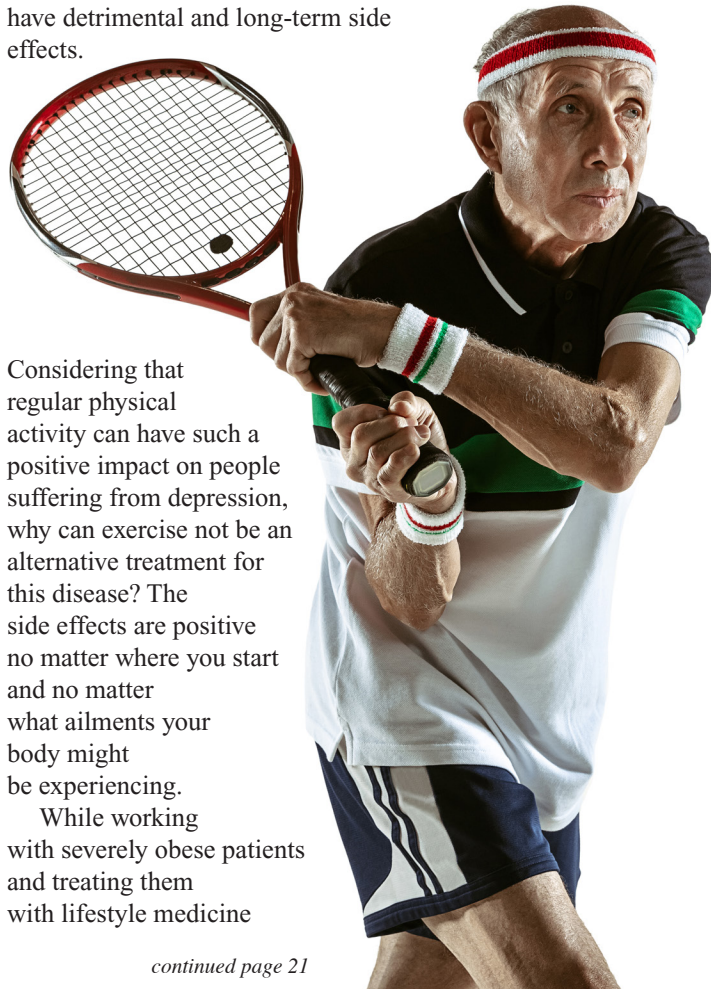 have detrimental and long-term side
effects.
Considering that
regular physical
activity can have such a
positive impact on people
suffering from depression,
why can exercise not be an
alternative treatment for
this disease? The
side effects are positive
no matter where you start
and no matter
what ailments your
body might
be experiencing.
While working
with severely obese patients
and treating them
with lifestyle medicine
continued page 21